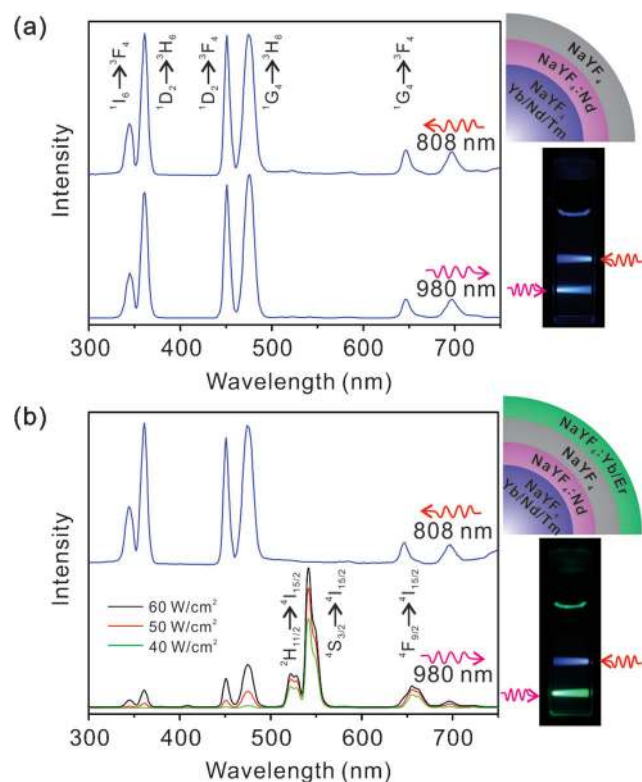 (a)
Intensity
¹I₆→³F₄
¹D₂→³H₆
¹D₂→³F₄
¹G₄→³H₆
¹G₄→³F₄
808 nm
980 nm
300 400 500 600 700
Wavelength (nm)
NaYF₄
NaYF₄:Nd
NaYF₄
Yb/Nd/Tm
(b)
Intensity
808 nm
60 W/cm²
50 W/cm²
40 W/cm²
²H₁₁/₂→⁴I₁₅/₂
⁴S₃/₂→⁴I₁₅/₂
⁴F₉/₂→⁴I₁₅/₂
980 nm
300 400 500 600 700
Wavelength (nm)
NaYF₄:Yb/Er
NaYF₄
NaYF₄:Nd
NaYF₄
Yb/Nd/Tm